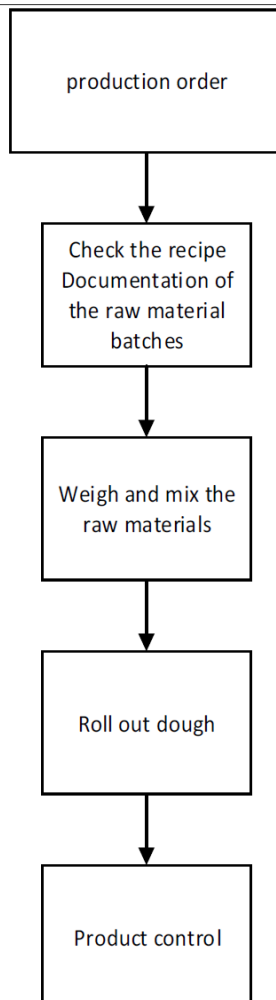 production order
Check the recipe
Documentation of
the raw material
batches
Weigh and mix the
raw materials
Roll out dough
Product control